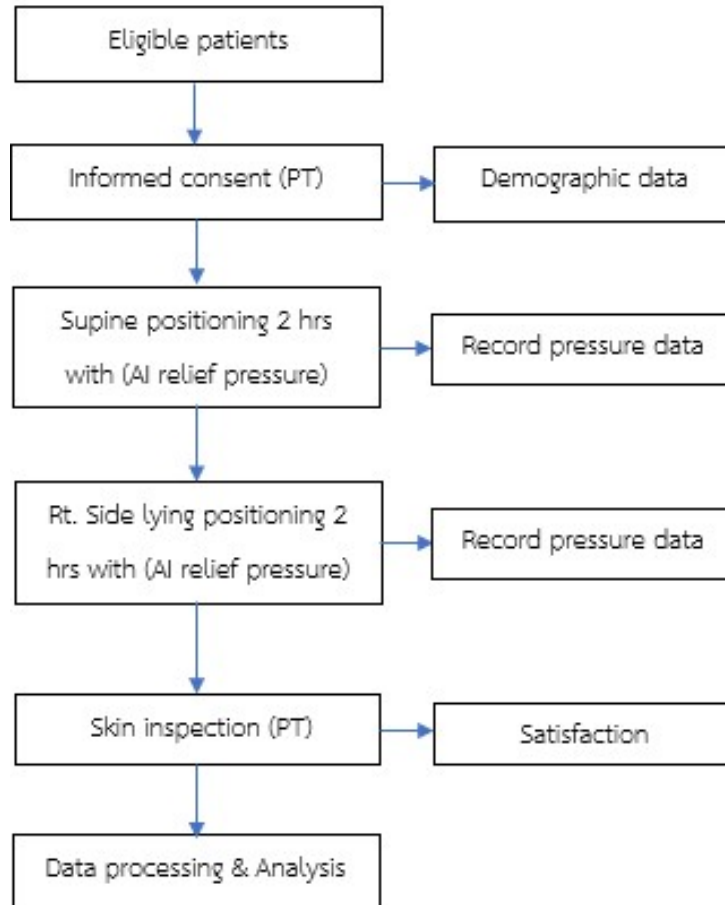 Eligible patients
Informed consent (PT)
Demographic data
Supine positioning 2 hrs
with (AI relief pressure)
Record pressure data
Rt. Side lying positioning 2
hrs with (AI relief pressure)
Record pressure data
Skin inspection (PT)
Satisfaction
Data processing & Analysis